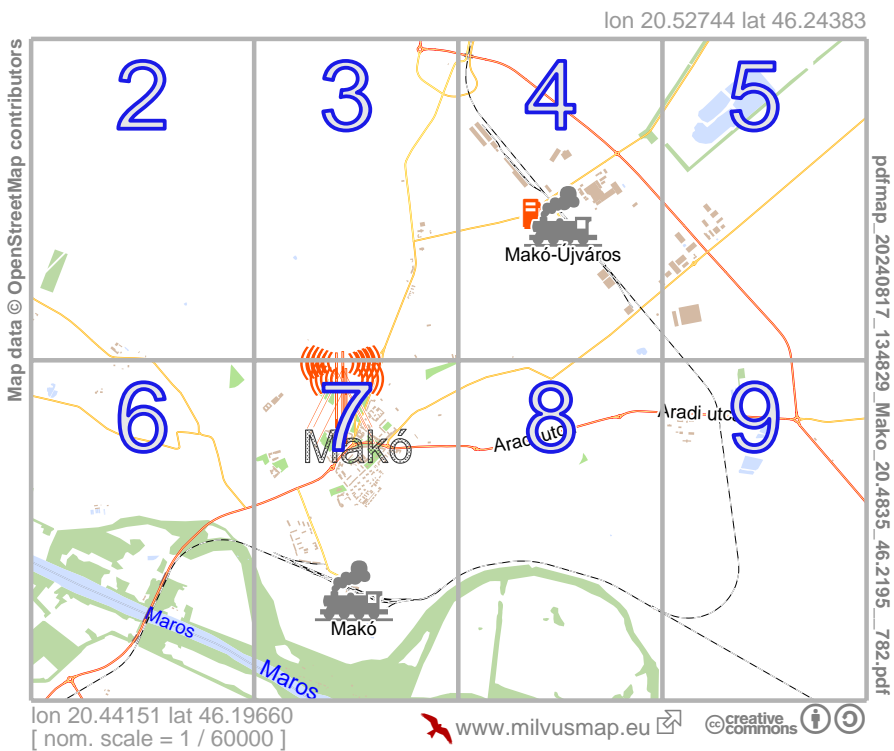 lon 20.52744 lat 46.24383
Map data © OpenStreetMap contributors
2
3
4
5
Makó-Újváros
6
7
8
9
Makó
Aradi utc
Aradi utca
Makó
Maros
Maros
pdfmap_20240817_134829_Mako_20.4835_46.2195__782.pdf
lon 20.44151 lat 46.19660
[ nom. scale = 1 / 60000 ]
www.milvusmap.eu
creative commons